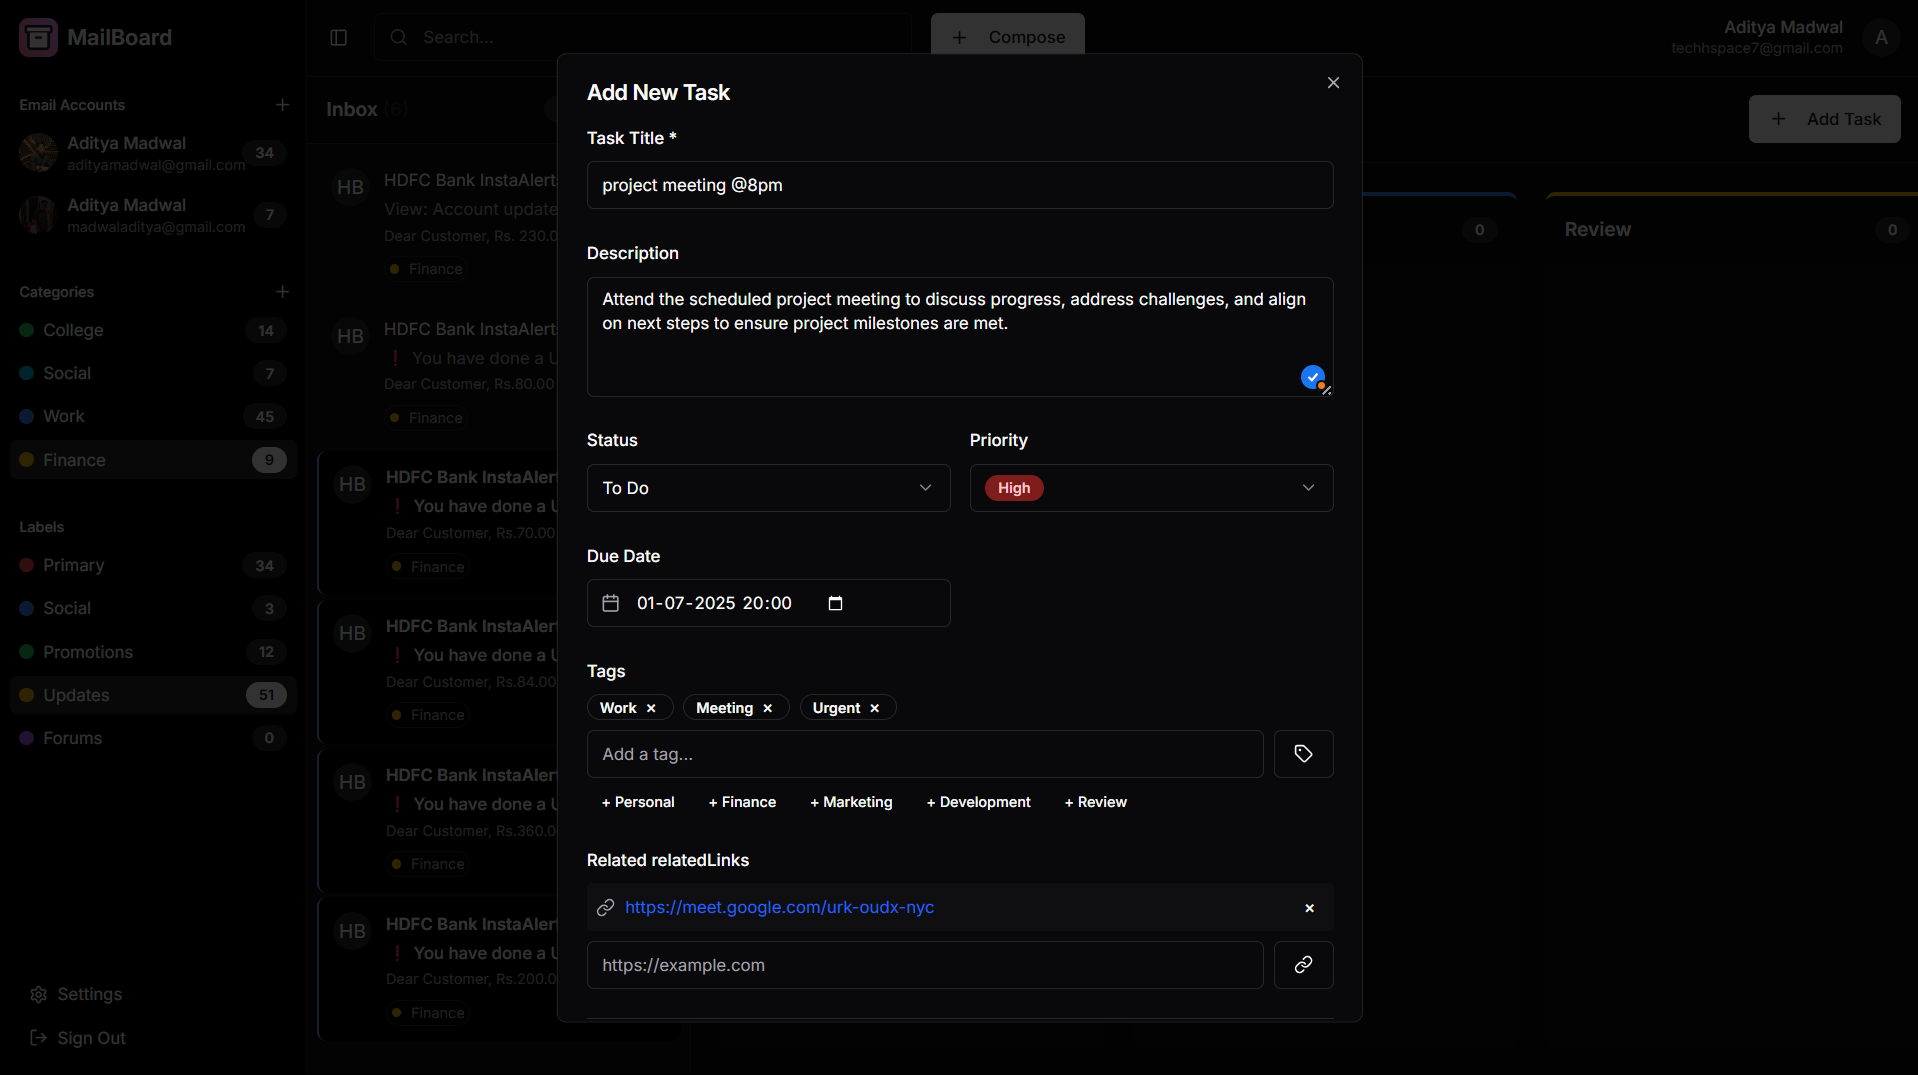 MailBoard
Search...
+ Compose
Aditya Madwal
techhspace7@gmail.com
A
Email Accounts
Aditya Madwal
adityamadwal@gmail.com
34
Aditya Madwal
madwaladitya@gmail.com
7
Categories
College 14
Social 7
Work 45
Finance 9
Labels
Primary 34
Social 3
Promotions 12
Updates 51
Forums 0
Settings
Sign Out
Inbox (6)
HB
HDFC Bank InstaAlert
View: Account update
Dear Customer, Rs. 230.0
Finance
HB
HDFC Bank InstaAlert
❗ You have done a U
Dear Customer, Rs.80.00
Finance
HB
HDFC Bank InstaAlert
❗ You have done a U
Dear Customer, Rs.70.00
Finance
HB
HDFC Bank InstaAlert
❗ You have done a U
Dear Customer, Rs.84.00
Finance
HB
HDFC Bank InstaAlert
❗ You have done a U
Dear Customer, Rs.360.0
Finance
HB
HDFC Bank InstaAlert
❗ You have done a U
Dear Customer, Rs.200.0
Finance
Add New Task
Task Title *
project meeting @8pm
Description
Attend the scheduled project meeting to discuss progress, address challenges, and align
on next steps to ensure project milestones are met.
Status
To Do
Priority
High
Due Date
01-07-2025 20:00
Tags
Work × Meeting × Urgent ×
Add a tag...
+ Personal + Finance + Marketing + Development + Review
Related relatedLinks
https://meet.google.com/urk-oudx-nyc
https://example.com
+ Add Task
0
Review 0